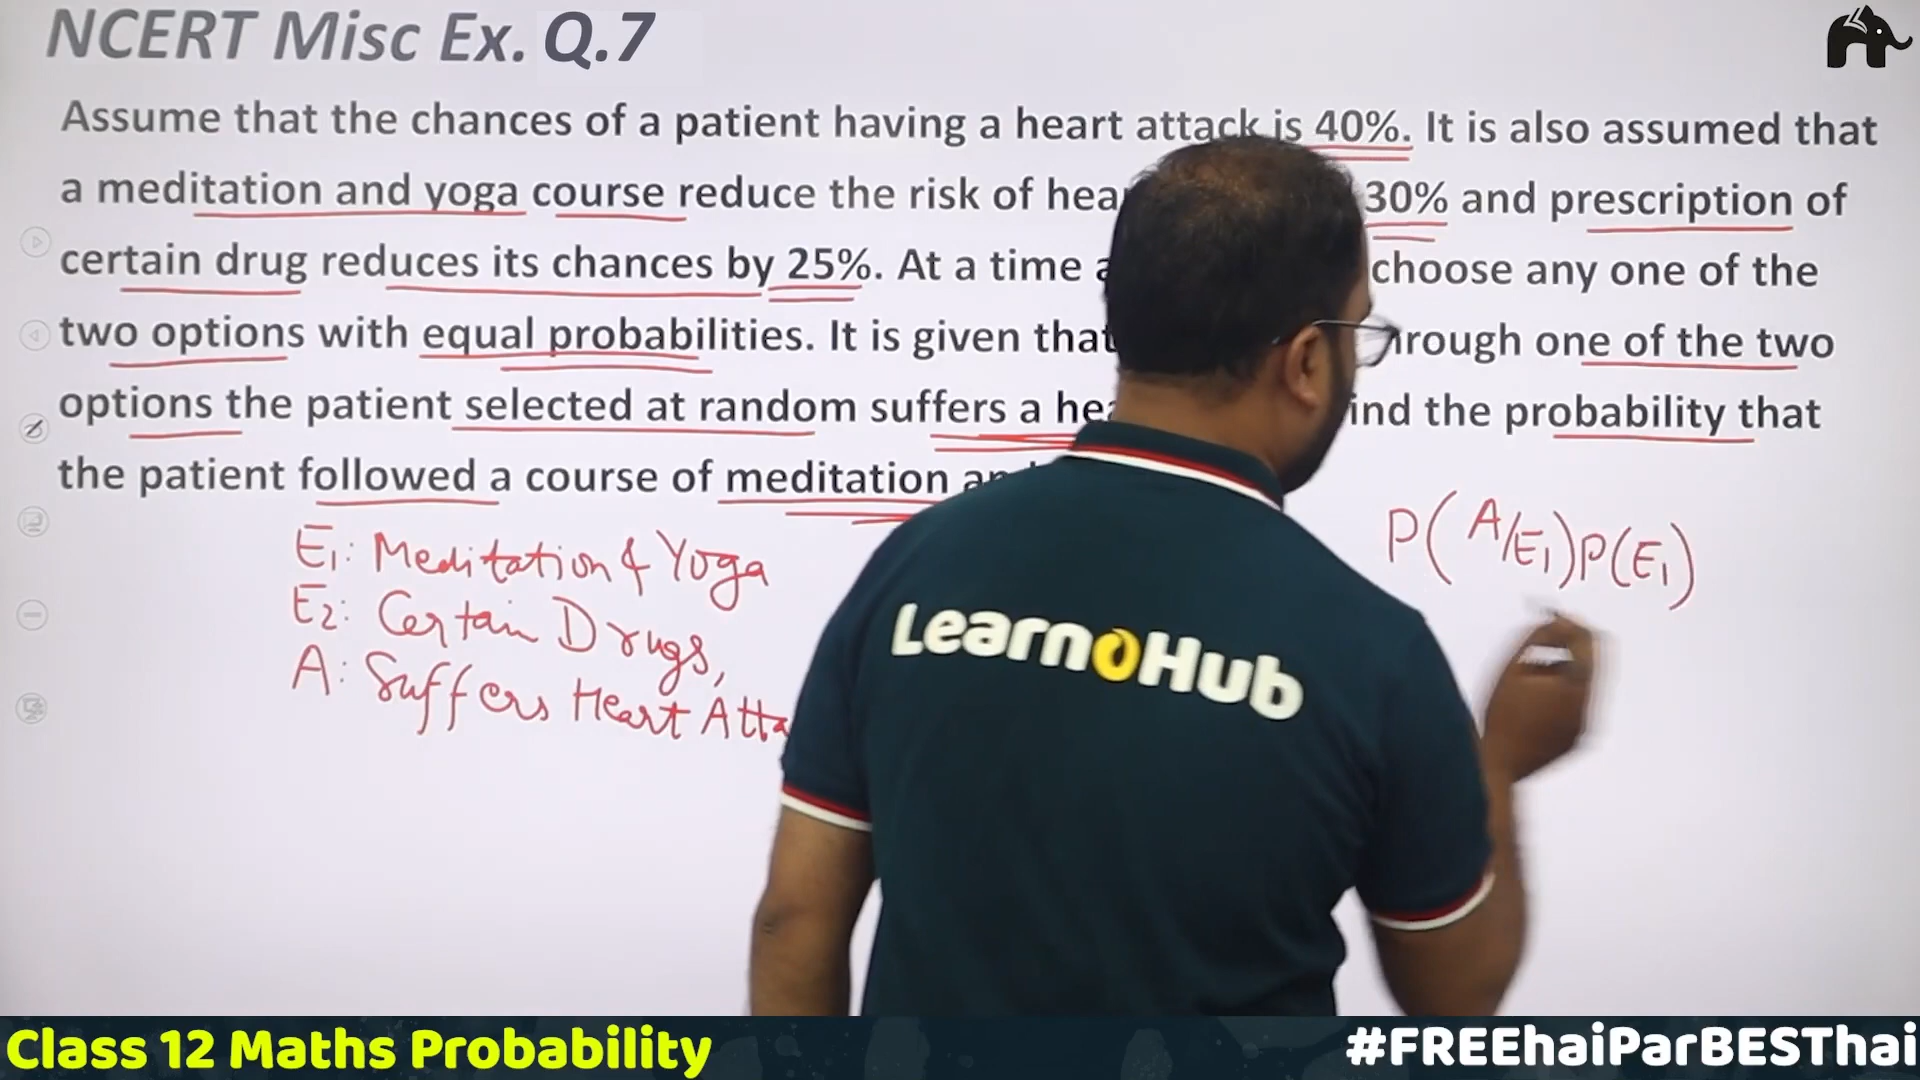 NCERT Misc Ex. Q.7
Assume that the chances of a patient having a heart attack is 40%. It is also assumed that
a meditation and yoga course reduce the risk of 30% and prescription of
certain drug reduces its chances by 25%. At a time choose any one of the
two options with equal probabilities. It is given that one of the two
options the patient selected at random suffers a the probability that
the patient followed a course of meditation
E1: Meditation & Yoga
P(A/E1)P(E1)
E2: Certain Drugs,
A: Suffers Heart
LearnoHub
Class 12 Maths Probability
#FREEhaiParBESThai